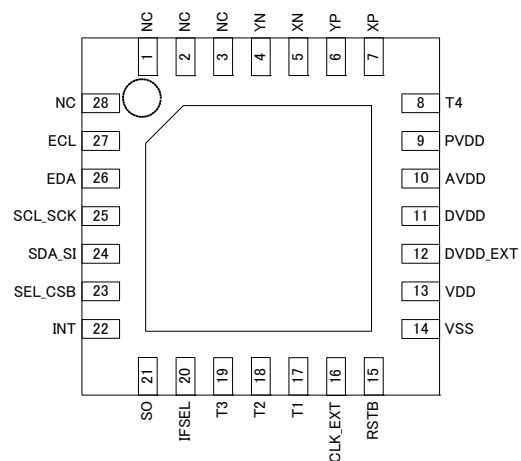 NC NC NC YN XN YP XP
1 2 3 4 5 6 7
NC 28 8 T4
ECL 27 9 PVDD
EDA 26 10 AVDD
SCL_SCK 25 11 DVDD
SDA_SI 24 12 DVDD_EXT
SEL_CSB 23 13 VDD
INT 22 14 VSS
21 20 19 18 17 16 15
SO IFSEL T3 T2 T1 CLK_EXT RSTB